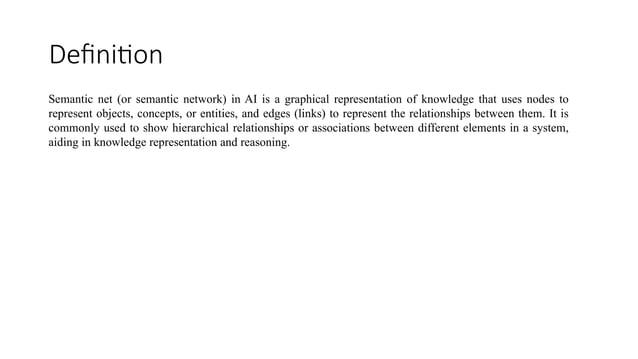 Definition
Semantic net (or semantic network) in AI is a graphical representation of knowledge that uses nodes to
represent objects, concepts, or entities, and edges (links) to represent the relationships between them. It is
commonly used to show hierarchical relationships or associations between different elements in a system,
aiding in knowledge representation and reasoning.